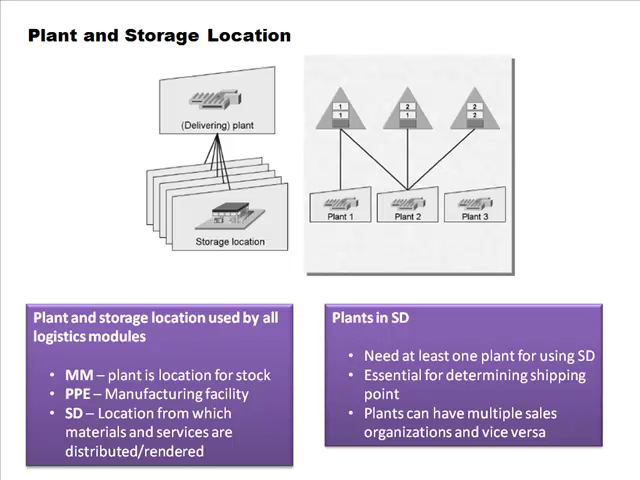 Plant and Storage Location
(Delivering) plant
Storage location
1
1
2
1
2
2
Plant 1
Plant 2
Plant 3
Plant and storage location used by all
logistics modules
• MM – plant is location for stock
• PPE – Manufacturing facility
• SD – Location from which
materials and services are
distributed/rendered
Plants in SD
• Need at least one plant for using SD
• Essential for determining shipping
point
• Plants can have multiple sales
organizations and vice versa